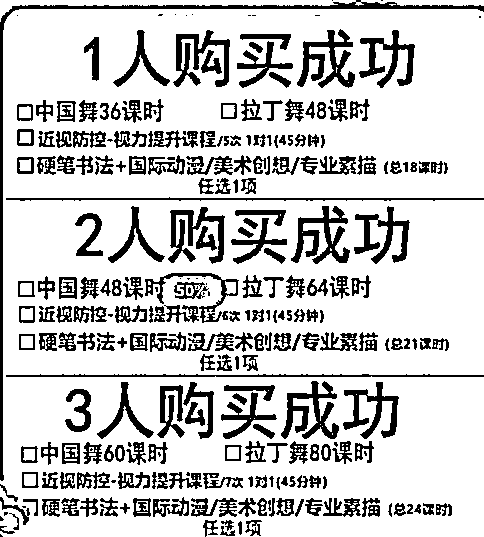 1人购买成功
□中国舞36课时 □拉丁舞48课时
□近视防控-视力提升课程/5次 1对1(45分钟)
□硬笔书法+国际动漫/美术创想/专业素描 (总18课时)
任选1项
2人购买成功
□中国舞48课时 50% □拉丁舞64课时
□近视防控-视力提升课程/6次 1对1(45分钟)
□硬笔书法+国际动漫/美术创想/专业素描 (总21课时)
任选1项
3人购买成功
□中国舞60课时 □拉丁舞80课时
□近视防控-视力提升课程/7次 1对1(45分钟)
□硬笔书法+国际动漫/美术创想/专业素描 (总24课时)
任选1项